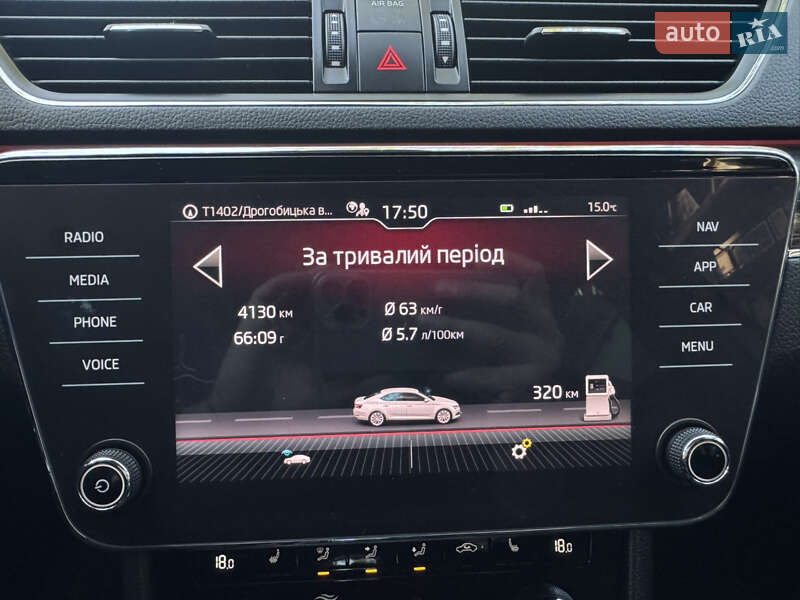 AIR BAG
auto RIA .com
T1402/Дрогобицька в... 17:50 15.0°C
RADIO
MEDIA
PHONE
VOICE
За тривалий період
4130 км Ø 63 км/г
66:09 г Ø 5.7 л/100км
320 км
NAV
APP
CAR
MENU
18.0 18.0